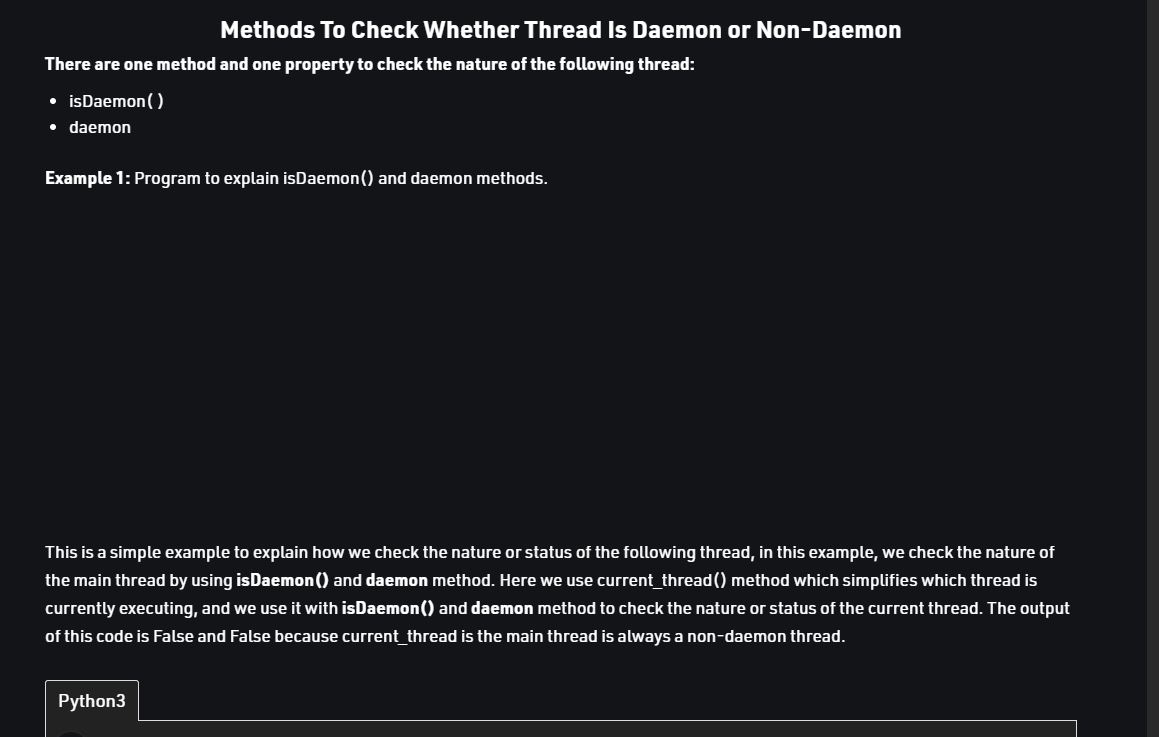 Methods To Check Whether Thread Is Daemon or Non-Daemon
There are one method and one property to check the nature of the following thread:
• isDaemon( )
• daemon
Example 1: Program to explain isDaemon() and daemon methods.
This is a simple example to explain how we check the nature or status of the following thread, in this example, we check the nature of
the main thread by using isDaemon() and daemon method. Here we use current_thread() method which simplifies which thread is
currently executing, and we use it with isDaemon() and daemon method to check the nature or status of the current thread. The output
of this code is False and False because current_thread is the main thread is always a non-daemon thread.
Python3